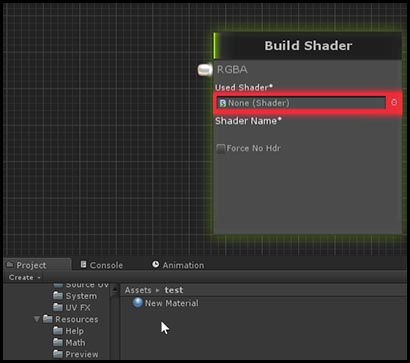 Build Shader
RGBA
Used Shader*
None (Shader)
Shader Name*
Force No Hdr
Project Console Animation
Create
Source UV
System
UV FX
Resources
Help
Math
Preview
Assets ▸ test
New Material